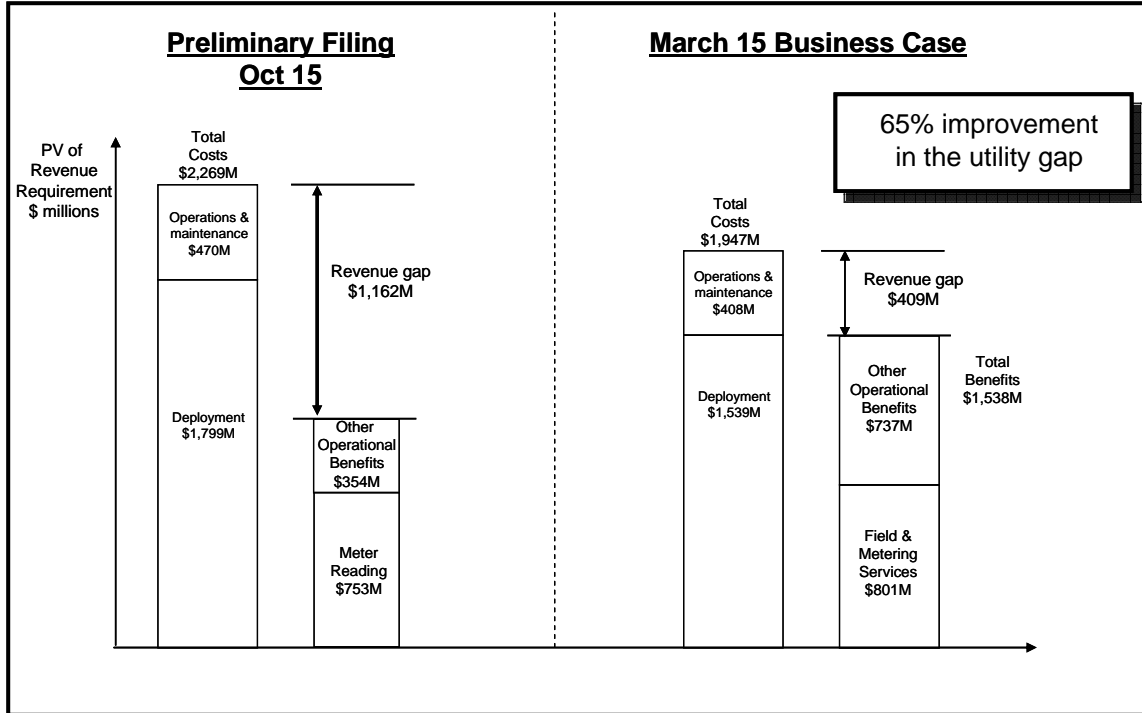 Preliminary Filing
Oct 15
March 15 Business Case
65% improvement
in the utility gap
PV of
Revenue
Requirement
$ millions
Total
Costs
$2,269M
Operations &
maintenance
$470M
Deployment
$1,799M
Revenue gap
$1,162M
Other
Operational
Benefits
$354M
Meter
Reading
$753M
Total
Costs
$1,947M
Operations &
maintenance
$408M
Deployment
$1,539M
Revenue gap
$409M
Other
Operational
Benefits
$737M
Field &
Metering
Services
$801M
Total
Benefits
$1,538M